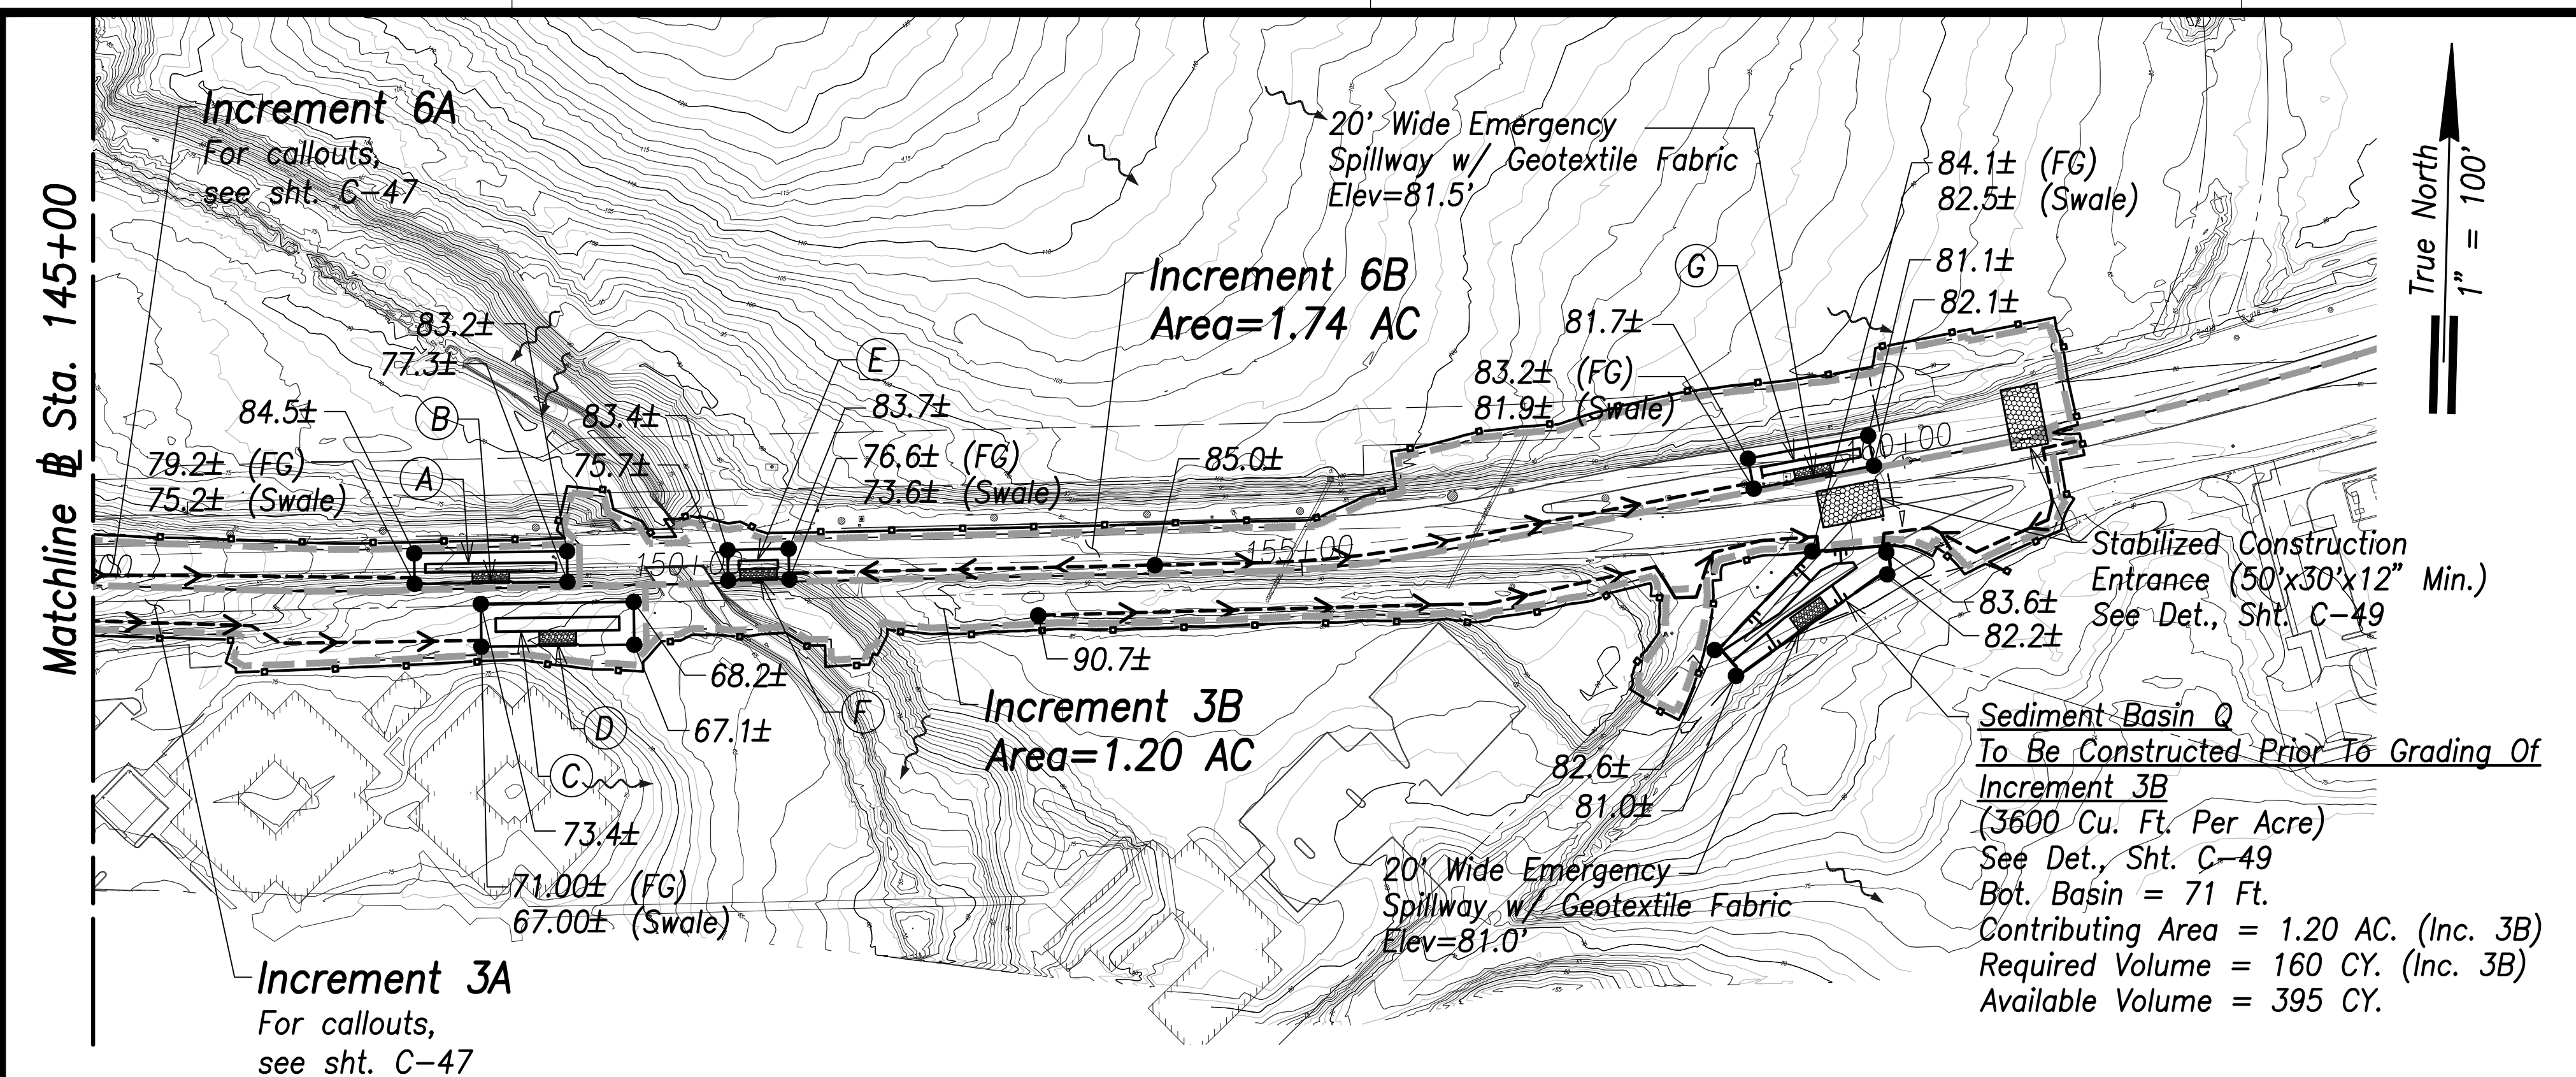 Matchline BL Sta. 145+00
Increment 6A
For callouts,
see sht. C-47
20' Wide Emergency
Spillway w/ Geotextile Fabric
Elev=81.5'
84.1± (FG)
82.5± (Swale)
True North
1" = 100'
Increment 6B
Area=1.74 AC
G
81.1±
82.1±
81.7±
83.2± (FG)
81.9± (Swale)
83.2±
77.3±
E
84.5±
B
83.4±
83.7±
79.2± (FG)
75.2± (Swale)
A
75.7±
76.6± (FG)
73.6± (Swale)
85.0±
150+00
155+00
160+00
Stabilized Construction
Entrance (50'x30'x12" Min.)
See Det., Sht. C-49
83.6±
82.2±
90.7±
68.2±
67.1±
F
D
C
Increment 3B
Area=1.20 AC
73.4±
71.00± (FG)
67.00± (Swale)
82.6±
81.0±
20' Wide Emergency
Spillway w/ Geotextile Fabric
Elev=81.0'
Sediment Basin Q
To Be Constructed Prior To Grading Of
Increment 3B
(3600 Cu. Ft. Per Acre)
See Det., Sht. C-49
Bot. Basin = 71 Ft.
Contributing Area = 1.20 AC. (Inc. 3B)
Required Volume = 160 CY. (Inc. 3B)
Available Volume = 395 CY.
Increment 3A
For callouts,
see sht. C-47